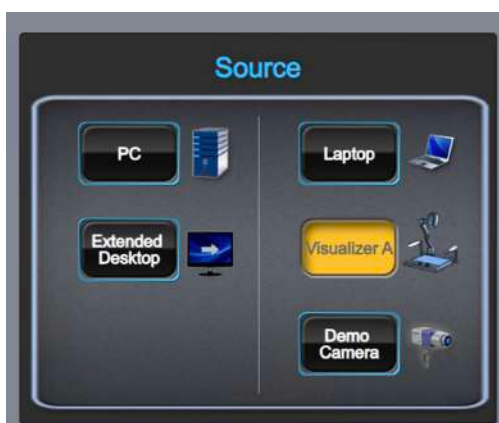 Source
PC
Laptop
Extended
Desktop
Visualizer A
Demo
Camera